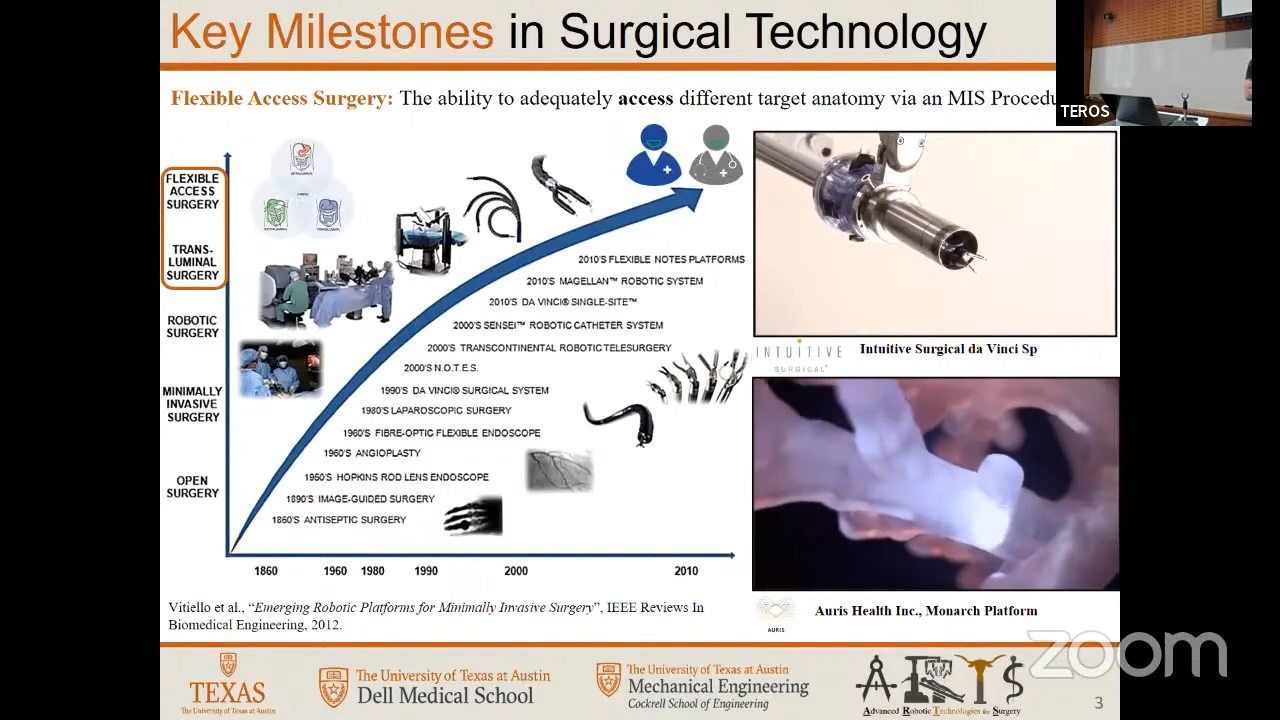 Key Milestones in Surgical Technology
TEROS
Flexible Access Surgery: The ability to adequately access different target anatomy via an MIS Procedu
FLEXIBLE
ACCESS
SURGERY
TRANS-
LUMINAL
SURGERY
ROBOTIC
SURGERY
MINIMALLY
INVASIVE
SURGERY
OPEN
SURGERY
2010'S FLEXIBLE NOTES PLATFORMS
2010'S MAGELLAN™ ROBOTIC SYSTEM
2010'S DA VINCI® SINGLE-SITE™
2000'S SENSEI™ ROBOTIC CATHETER SYSTEM
2000'S TRANSCONTINENTAL ROBOTIC TELESURGERY
2000'S N.O.T.E.S.
1990'S DA VINCI® SURGICAL SYSTEM
1980'S LAPAROSCOPIC SURGERY
1960'S FIBRE-OPTIC FLEXIBLE ENDOSCOPE
1960'S ANGIOPLASTY
1950'S HOPKINS ROD LENS ENDOSCOPE
1890'S IMAGE-GUIDED SURGERY
1860'S ANTISEPTIC SURGERY
1860 1960 1980 1990 2000 2010
INTUITIVE
SURGICAL®
Intuitive Surgical da Vinci Sp
AURIS
Auris Health Inc., Monarch Platform
Vitiello et al., “Emerging Robotic Platforms for Minimally Invasive Surgery”, IEEE Reviews In
Biomedical Engineering, 2012.
TEXAS
The University of Texas at Austin
The University of Texas at Austin
Dell Medical School
The University of Texas at Austin
Mechanical Engineering
Cockrell School of Engineering
ARTS
Advanced Robotic Technologies for Surgery
zoom
3